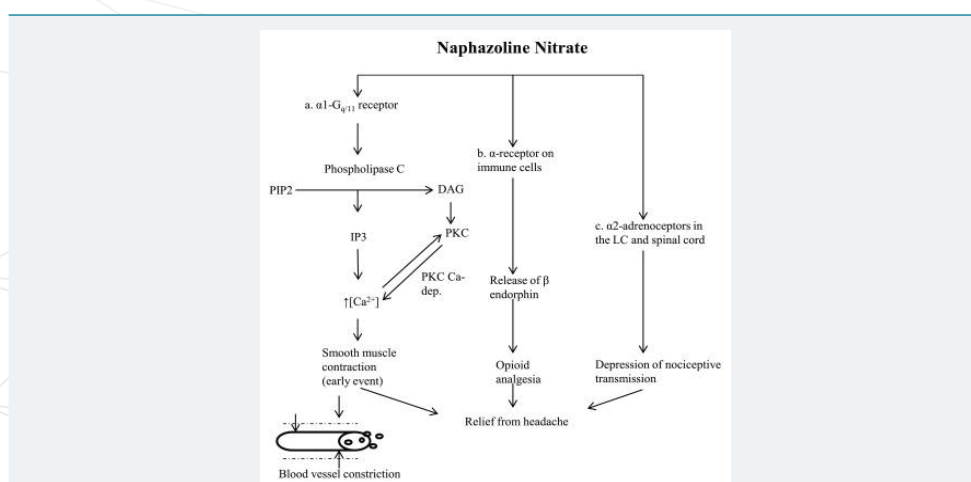 Naphazoline Nitrate
a. α1-Gq/11 receptor
Phospholipase C
PIP2
DAG
IP3
PKC
PKC Ca-
dep.
↑[Ca²⁺]
Smooth muscle
contraction
(early event)
Blood vessel constriction
b. α-receptor on
immune cells
Release of β
endorphin
Opioid
analgesia
c. α2-adrenoceptors in
the LC and spinal cord
Depression of nociceptive
transmission
Relief from headache